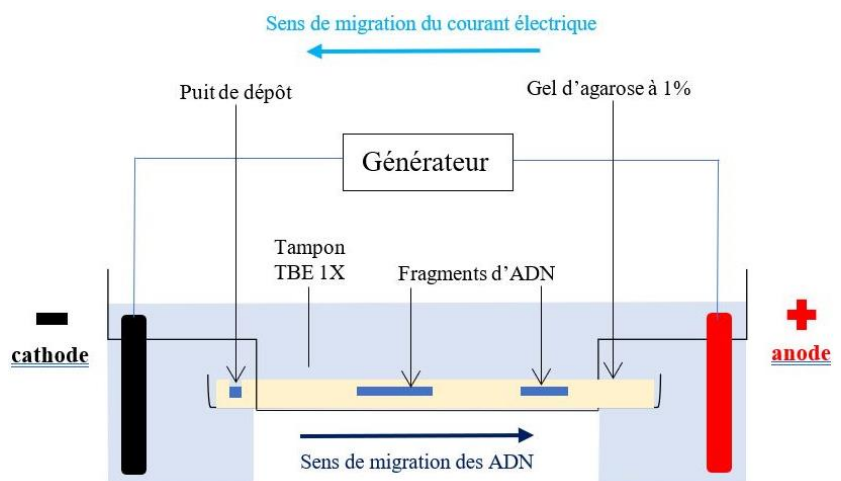 Sens de migration du courant électrique
Puit de dépôt
Gel d'agarose à 1%
Générateur
Tampon
TBE 1X
Fragments d'ADN
cathode
anode
Sens de migration des ADN